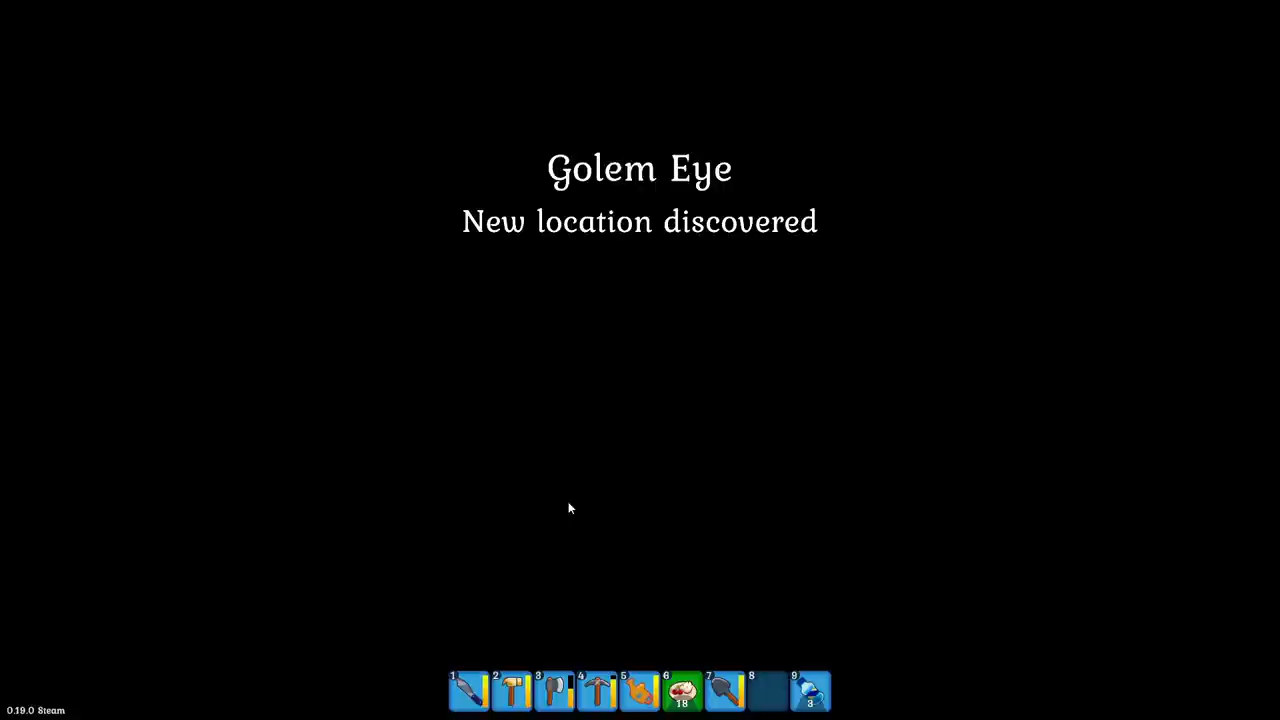 Golem Eye
New location discovered
1 2 3 4 5 6 7 8 9
18 3
0.19.0 Steam